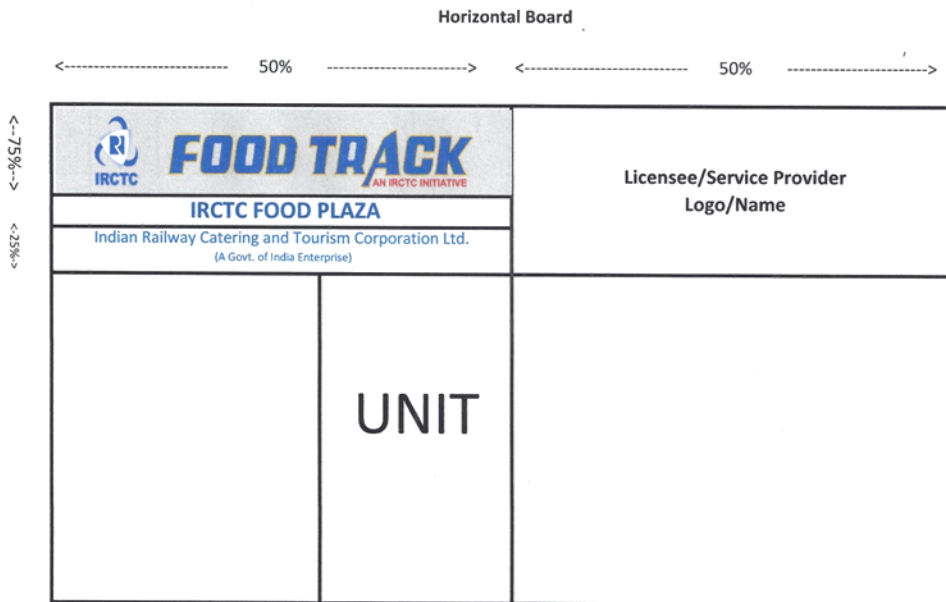 Horizontal Board
<-------------------------- 50% ----------------------->
<-------------------------- 50% ----------------------->
<--75%-->
<-25%->
IRCTC
FOOD TRACK
AN IRCTC INITIATIVE
IRCTC FOOD PLAZA
Indian Railway Catering and Tourism Corporation Ltd.
(A Govt. of India Enterprise)
Licensee/Service Provider
Logo/Name
UNIT